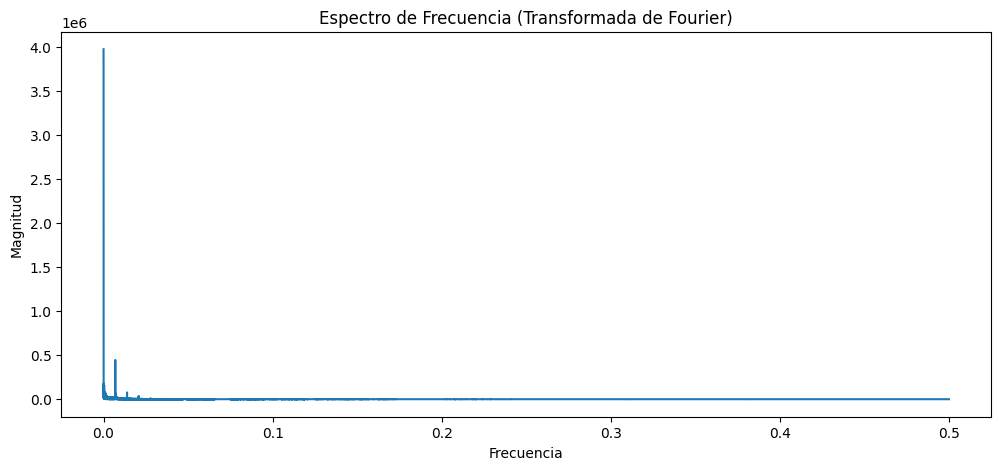 Espectro de Frecuencia (Transformada de Fourier)
1e6
4.0
3.5
3.0
2.5
2.0
1.5
1.0
0.5
0.0
Magnitud
0.0 0.1 0.2 0.3 0.4 0.5
Frecuencia